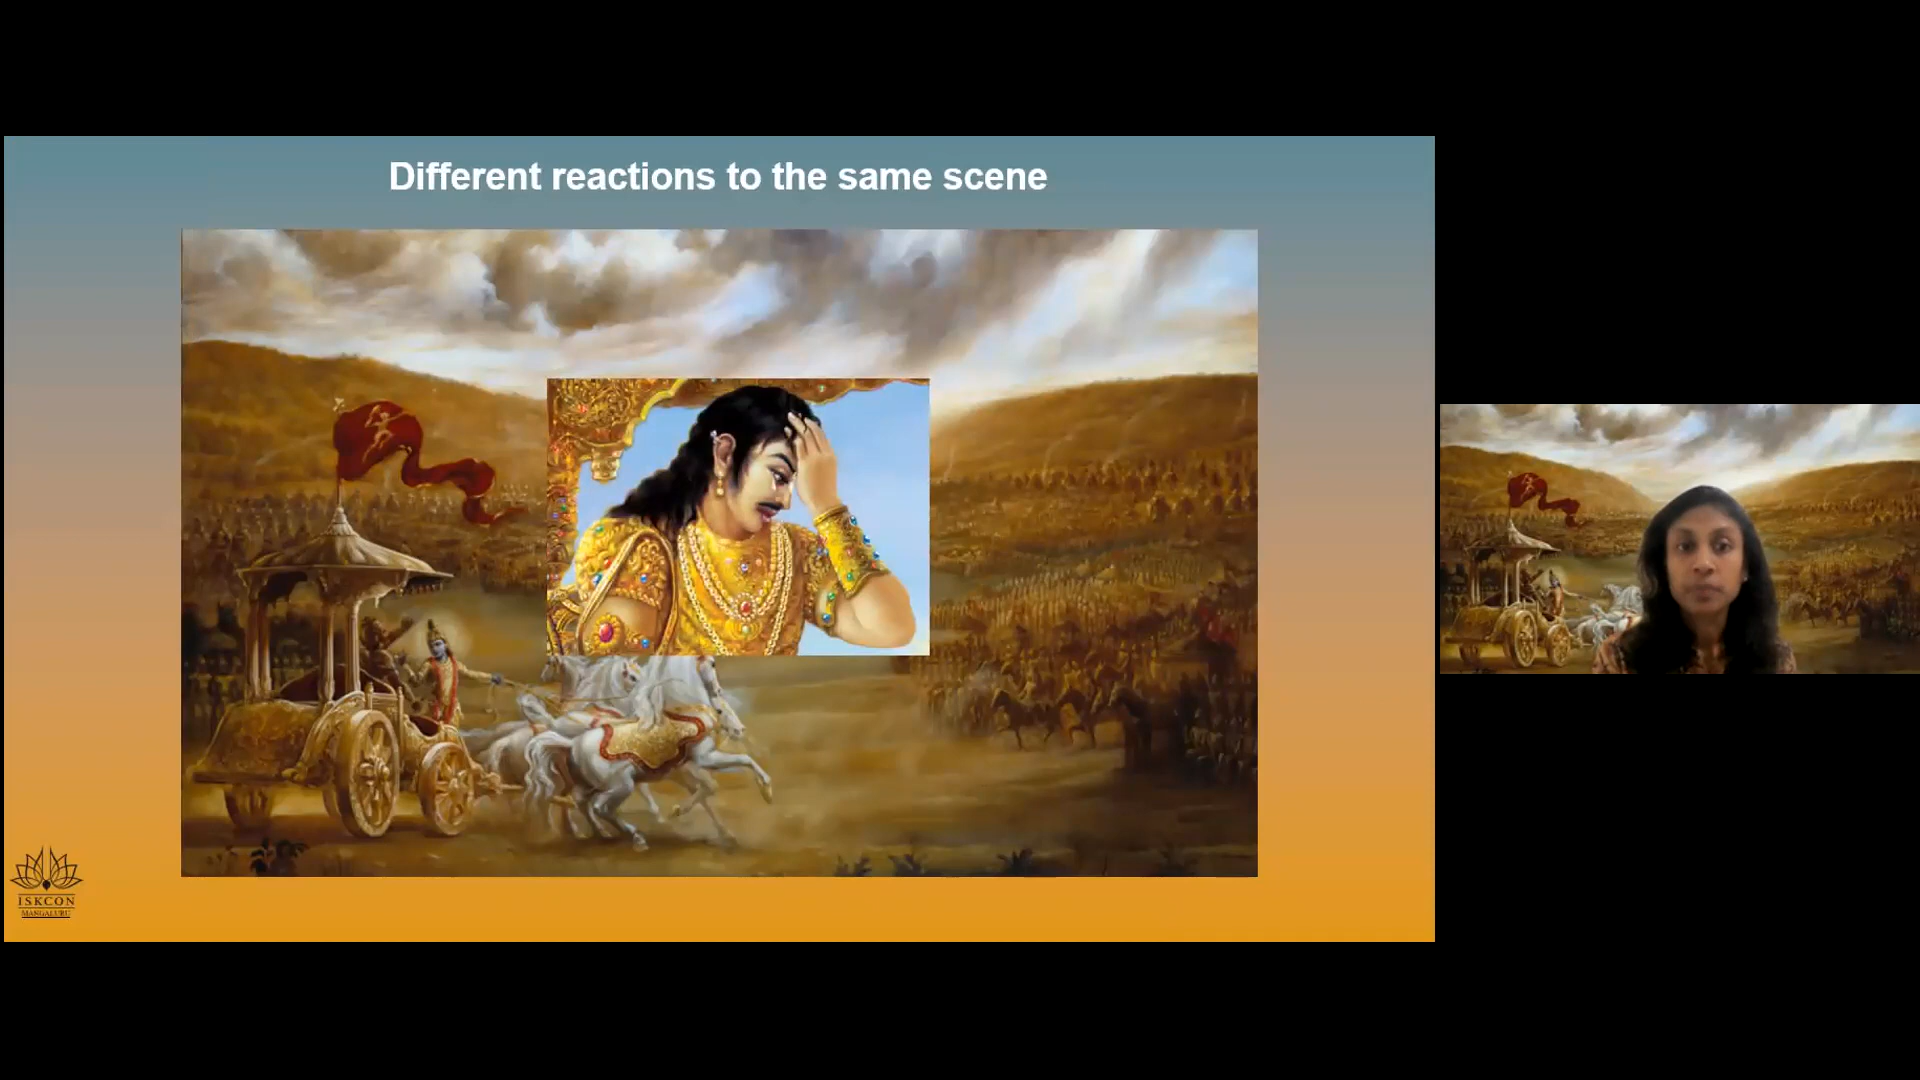 Different reactions to the same scene
ISKCON
MANGALURU